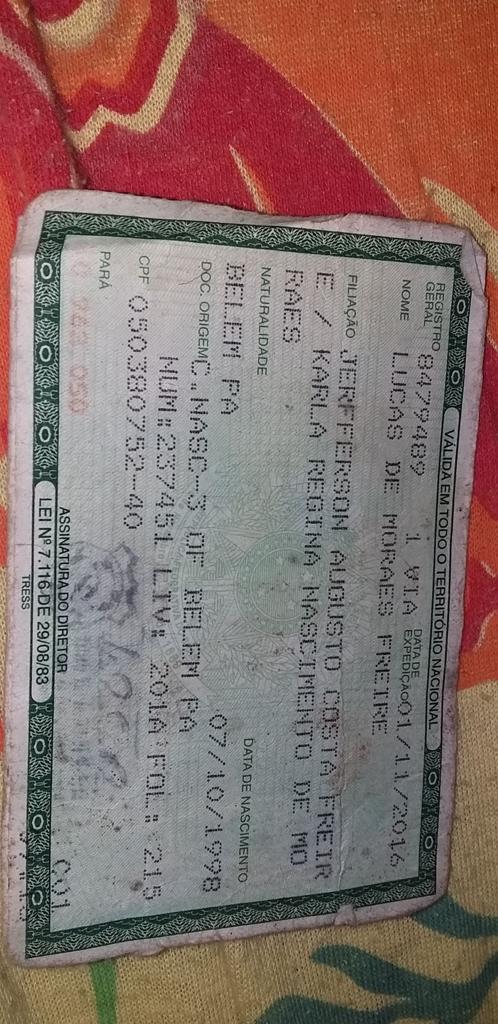 VÁLIDA EM TODO O TERRITÓRIO NACIONAL
REGISTRO GERAL 8479489 1 VIA DATA DE EXPEDIÇÃO 01/11/2016
NOME LUCAS DE MORAES FREIRE
FILIAÇÃO JERFFERSON AUGUSTO COSTA FREIR
E / KARLA REGINA NASCIMENTO DE MO
RAES
NATURALIDADE DATA DE NASCIMENTO
BELEM PA 07/10/1998
DOC. ORIGEM C. NASC-3 OF BELEM PA
NUM: 237451 LIV: 201A FOL: 215
CPF 050380752-40
PARÁ
C01
ASSINATURA DO DIRETOR
LEI Nº 7.116 DE 29/08/83
TRESS